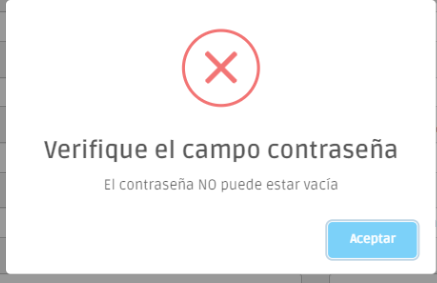 Verifique el campo contraseña
El contraseña NO puede estar vacía
Aceptar